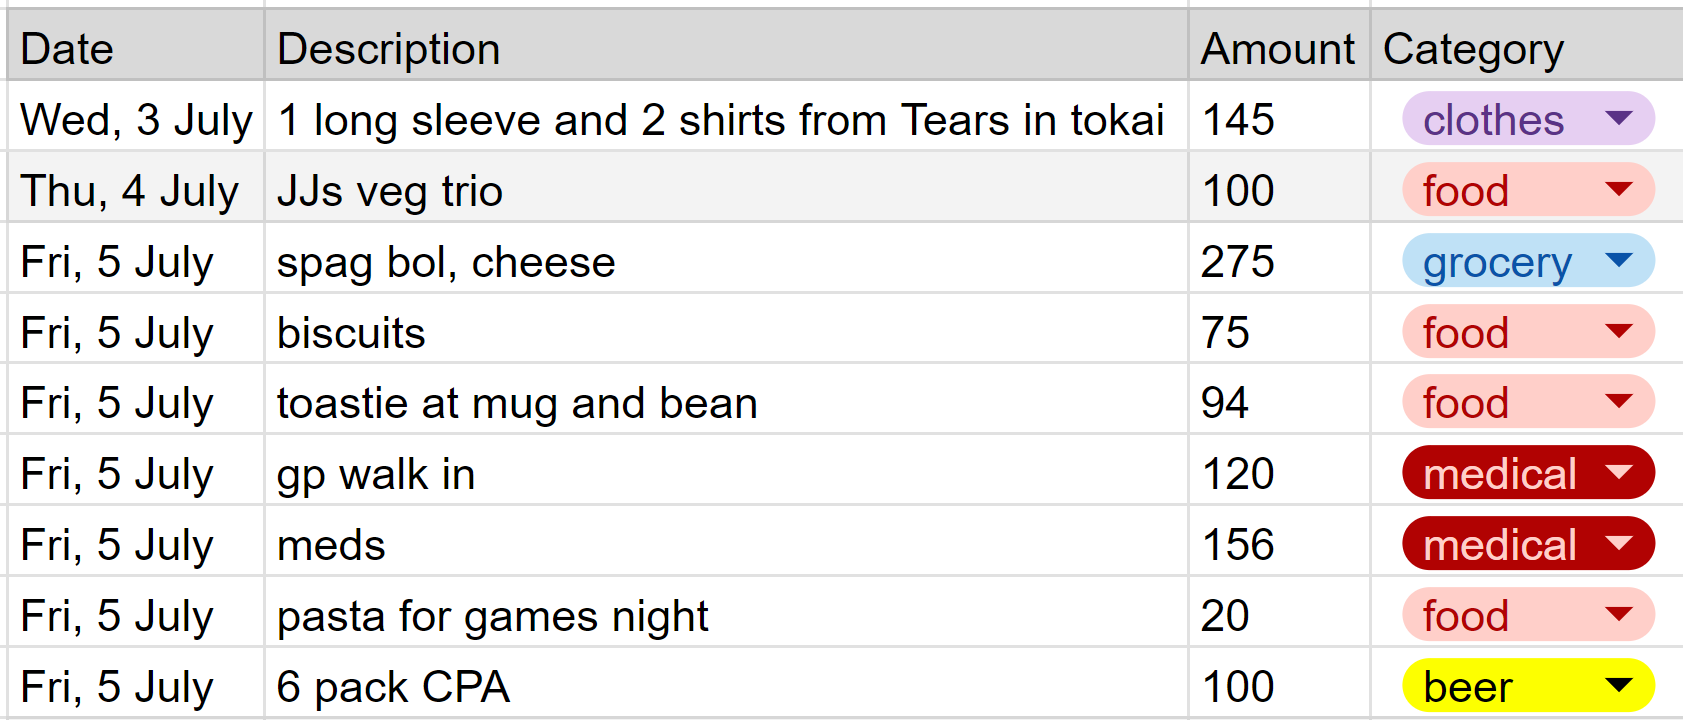 Date Description Amount Category
Wed, 3 July 1 long sleeve and 2 shirts from Tears in tokai 145 clothes
Thu, 4 July JJs veg trio 100 food
Fri, 5 July spag bol, cheese 275 grocery
Fri, 5 July biscuits 75 food
Fri, 5 July toastie at mug and bean 94 food
Fri, 5 July gp walk in 120 medical
Fri, 5 July meds 156 medical
Fri, 5 July pasta for games night 20 food
Fri, 5 July 6 pack CPA 100 beer